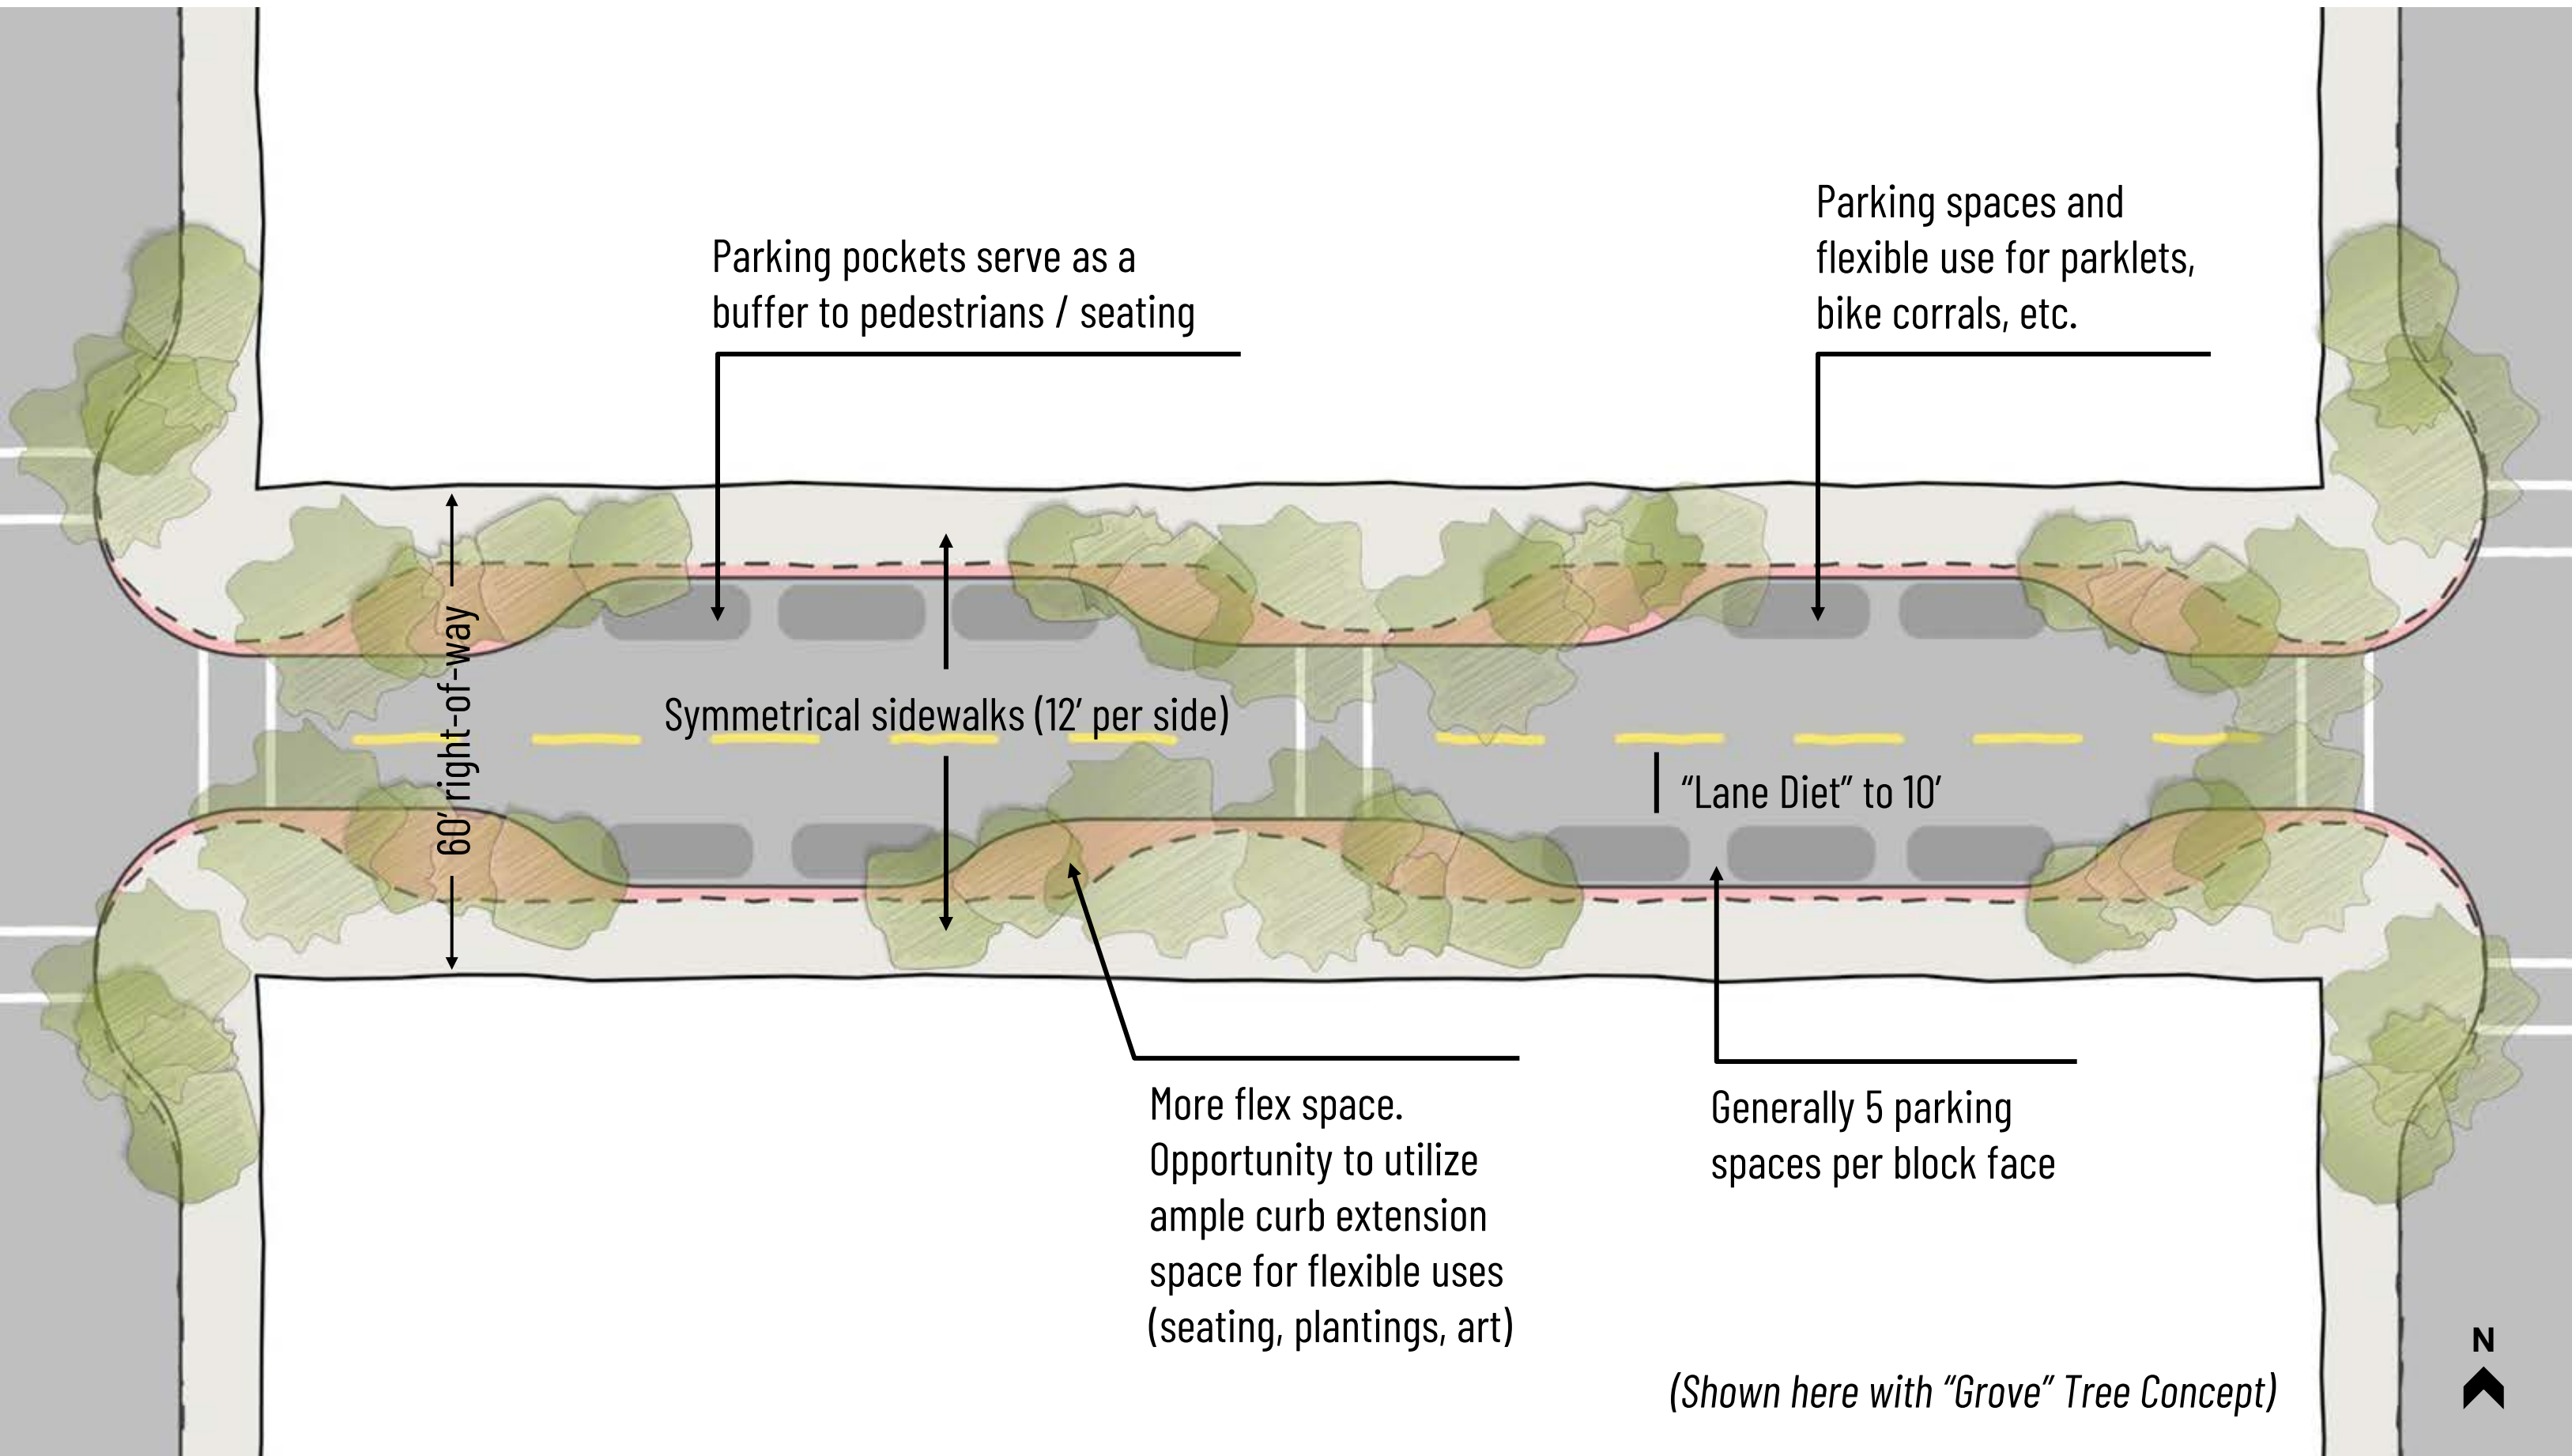 Parking pockets serve as a
buffer to pedestrians / seating
Parking spaces and
flexible use for parklets,
bike corrals, etc.
60’ right-of-way
Symmetrical sidewalks (12’ per side)
“Lane Diet” to 10’
More flex space.
Opportunity to utilize
ample curb extension
space for flexible uses
(seating, plantings, art)
Generally 5 parking
spaces per block face
N
(Shown here with “Grove” Tree Concept)